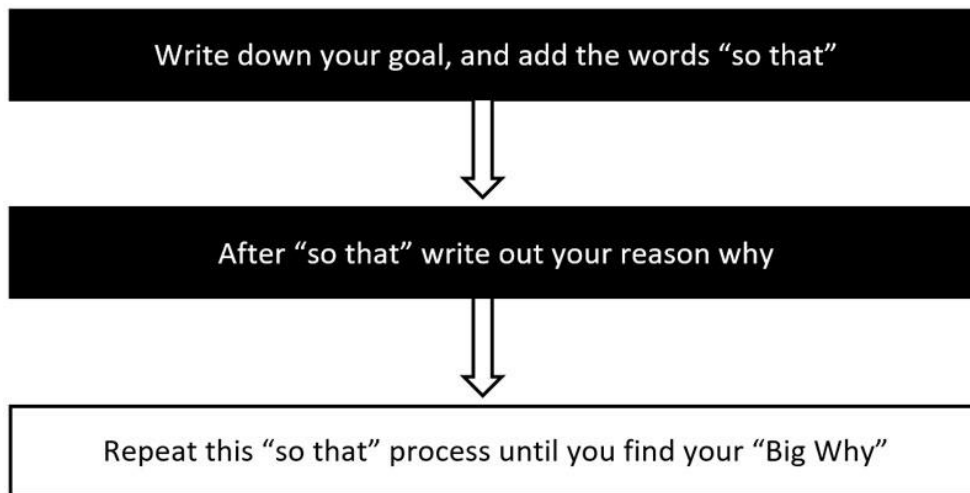 Write down your goal, and add the words “so that”
After “so that” write out your reason why
Repeat this “so that” process until you find your “Big Why”